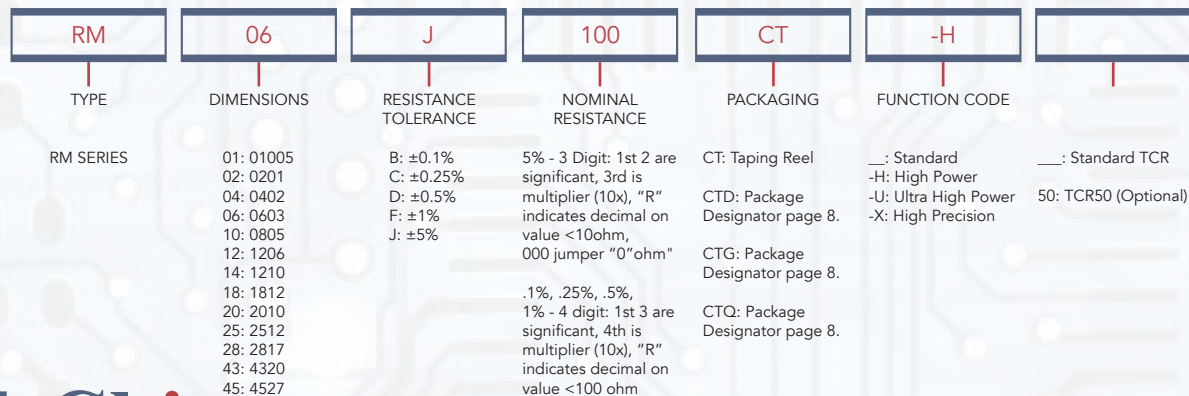 RM 06 J 100 CT -H
TYPE DIMENSIONS RESISTANCE TOLERANCE NOMINAL RESISTANCE PACKAGING FUNCTION CODE
RM SERIES
01: 01005
02: 0201
04: 0402
06: 0603
10: 0805
12: 1206
14: 1210
18: 1812
20: 2010
25: 2512
28: 2817
43: 4320
45: 4527
B: ±0.1%
C: ±0.25%
D: ±0.5%
F: ±1%
J: ±5%
5% - 3 Digit: 1st 2 are
significant, 3rd is
multiplier (10x), “R”
indicates decimal on
value <10ohm,
000 jumper “0”ohm"
.1%, .25%, .5%,
1% - 4 digit: 1st 3 are
significant, 4th is
multiplier (10x), “R”
indicates decimal on
value <100 ohm
CT: Taping Reel
CTD: Package
Designator page 8.
CTG: Package
Designator page 8.
CTQ: Package
Designator page 8.
__: Standard
-H: High Power
-U: Ultra High Power
-X: High Precision
___: Standard TCR
50: TCR50 (Optional)